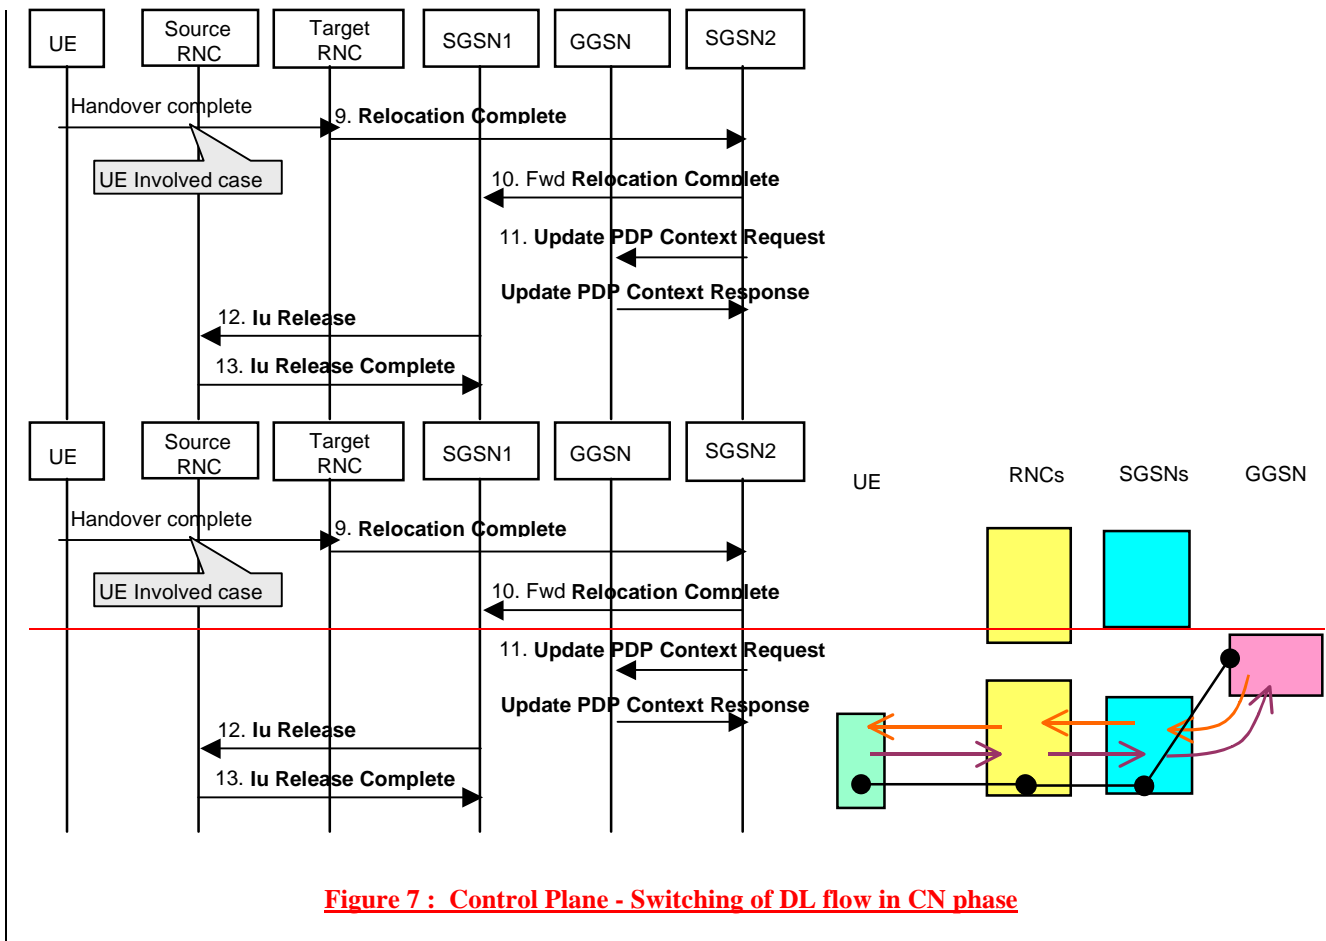 UE
Source
RNC
Target
RNC
SGSN1
GGSN
SGSN2
Handover complete
9. Relocation Complete
UE Involved case
10. Fwd Relocation Complete
11. Update PDP Context Request
Update PDP Context Response
12. Iu Release
13. Iu Release Complete
UE
Source
RNC
Target
RNC
SGSN1
GGSN
SGSN2
UE
RNCs
SGSNs
GGSN
Handover complete
9. Relocation Complete
UE Involved case
10. Fwd Relocation Complete
11. Update PDP Context Request
Update PDP Context Response
12. Iu Release
13. Iu Release Complete
Figure 7 : Control Plane - Switching of DL flow in CN phase